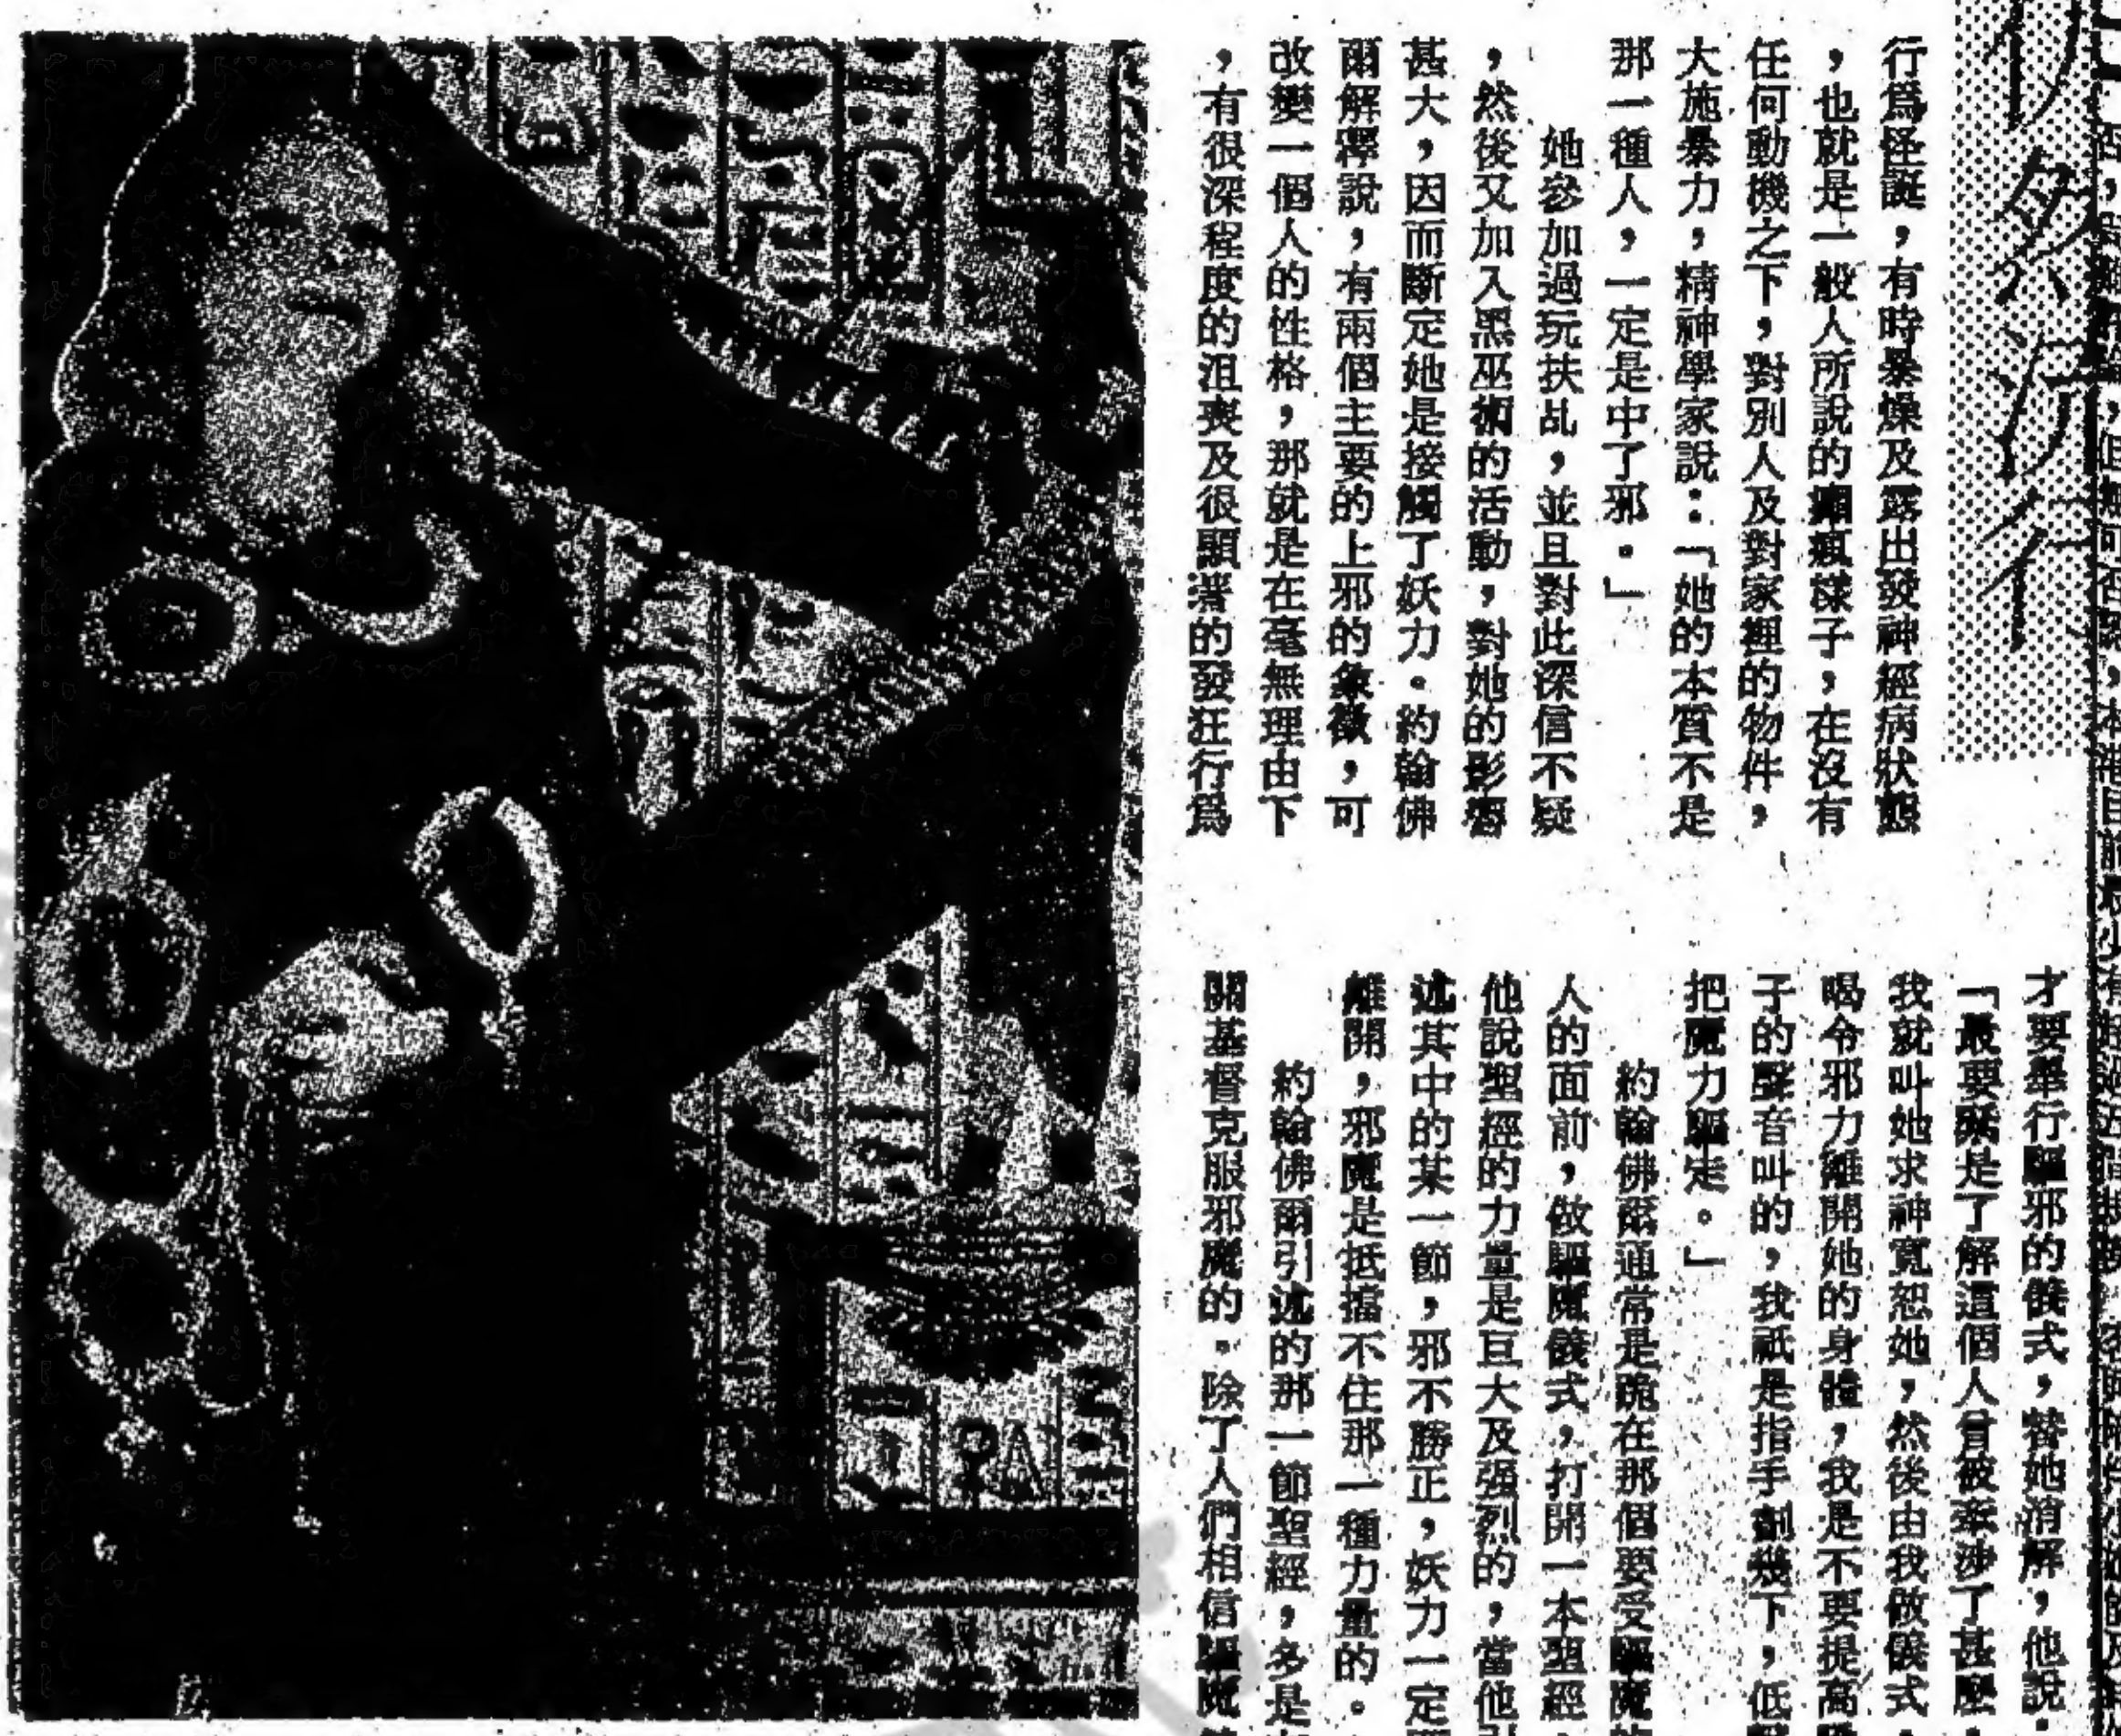 行爲怪誕，有時暴燥及露出發神經病狀態
，也就是一般人所說的癲瘋樣子，在沒有
任何動機之下，對別人及對家裡的物件，
大施暴力，精神學家說：「她的本質不是
那一種人，一定是中了邪。」
她參加過玩扶乩，並且對此深信不疑
，然後又加入黑巫術的活動，對她的影響
甚大，因而斷定她是接觸了妖力。約翰佛
爾解釋說，有兩個主要的上邪的象徵，可
改變一個人的性格，那就是在毫無理由下
，有很深程度的沮喪及很顯著的發狂行爲
才要舉行驅邪的儀式，替她消解，他說
「最要緊是了解這個人曾被牽涉了甚麼
我就叫她求神寬恕她，然後由我做儀式，
喝令邪力離開她的身體，我是不要提高
子的聲音叫的，我祇是指手劃幾下，低
把魔力驅走。」
約翰佛爾通常是跪在那個要受驅魔
人的面前，做驅魔儀式，打開一本聖經，
他說聖經的力量是巨大及强烈的，當他引
述其中的某一節，邪不勝正，妖力一定
離開，邪魔是抵擋不住那一種力量的。
約翰佛爾引述的那一節聖經，多是
關基督克服邪魔的。除了人們相信驅魔